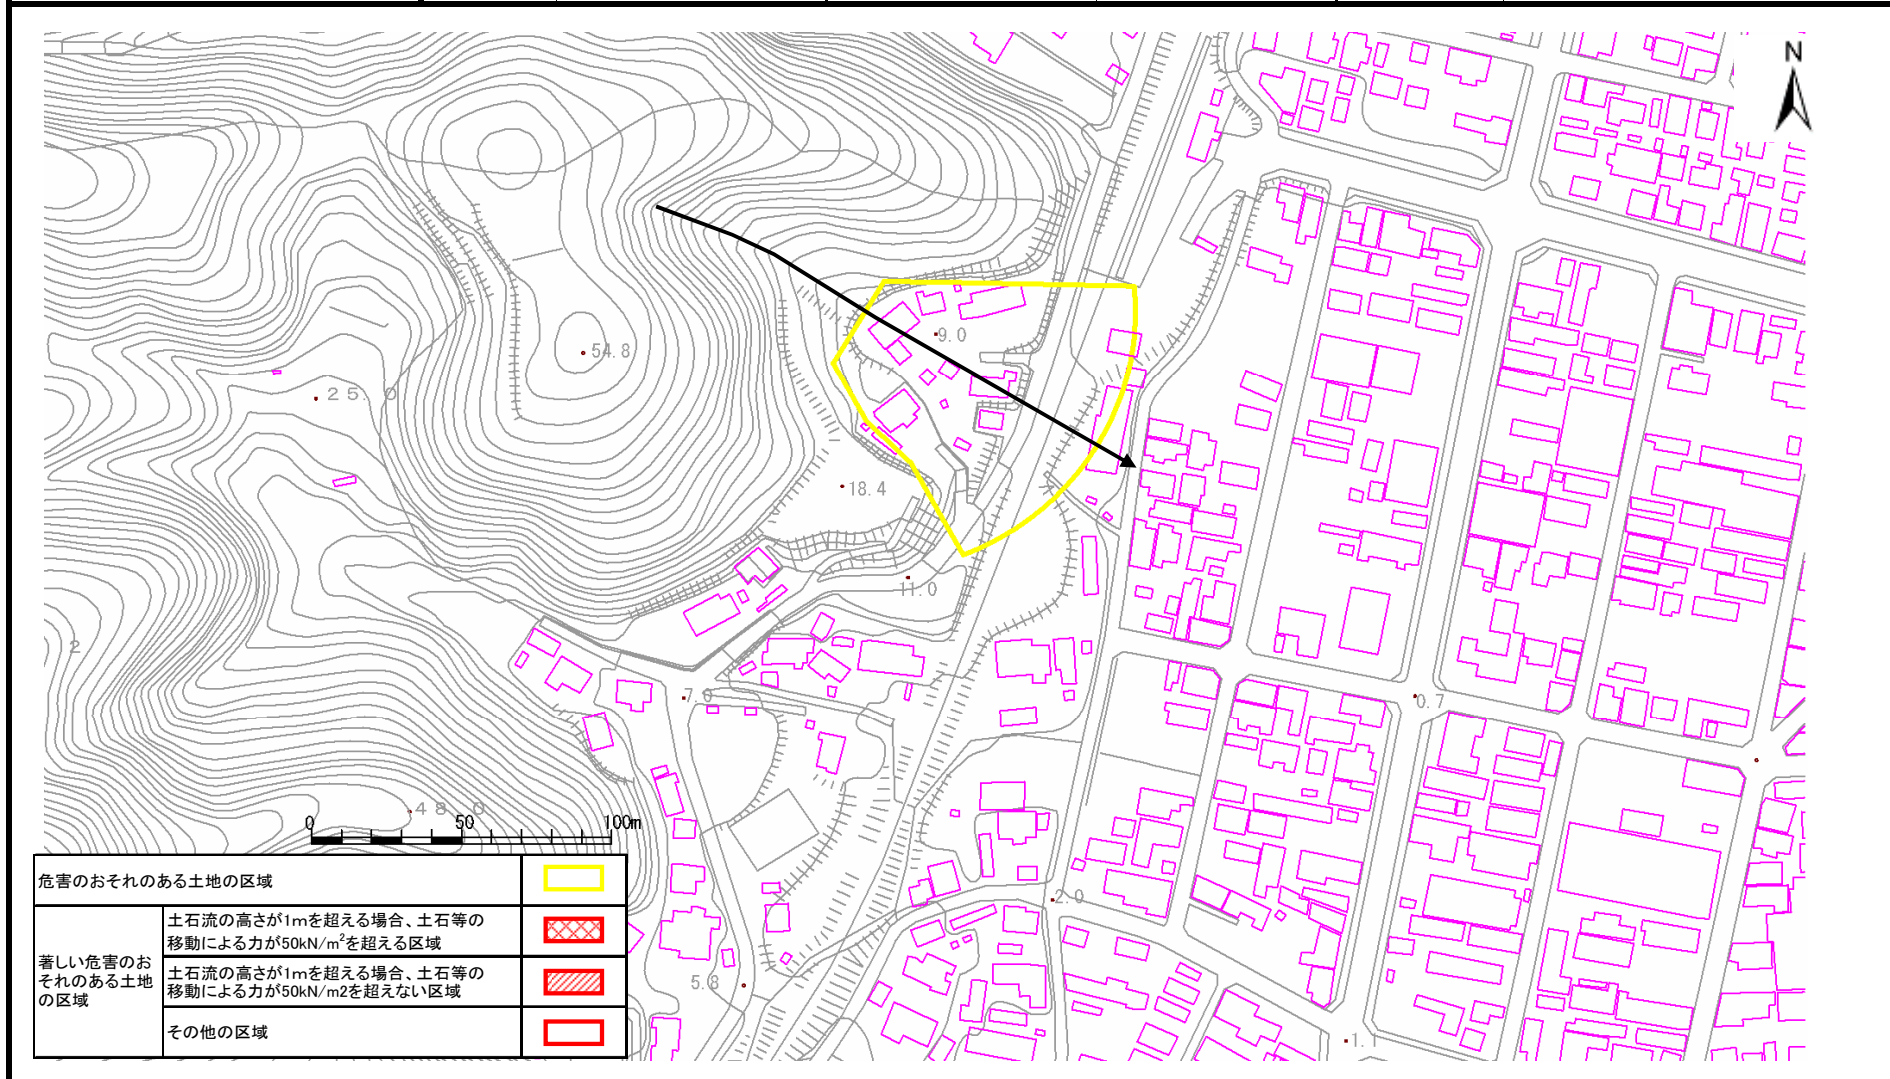 N
54.8
25.0
9.0
18.4
11.0
2
7.0
0.7
48.0
0 50 100m
2.0
5.8
1.1
危害のおそれのある土地の区域
著しい危害のお
それのある土地
の区域
土石流の高さが1mを超える場合、土石等の
移動による力が50kN/m²を超える区域
土石流の高さが1mを超える場合、土石等の
移動による力が50kN/m2を超えない区域
その他の区域